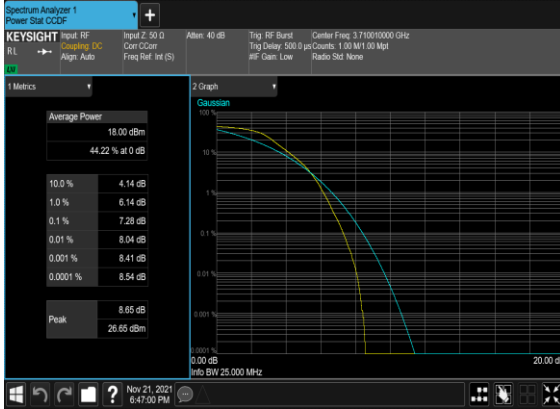 Spectrum Analyzer 1
Power Stat CCDF
+
KEYSIGHT
RL
Input: RF
Coupling: DC
Align: Auto
Input Z: 50 Ω
Corr CCorr
Freq Ref: Int (S)
Atten: 40 dB
Trig: RF Burst
Trig Delay: 500.0 µs
#IF Gain: Low
Center Freq: 3.710010000 GHz
Counts: 1.00 M/1.00 Mpt
Radio Std: None
1 Metrics
Average Power
18.00 dBm
44.22 % at 0 dB
10.0 % 4.14 dB
1.0 % 6.14 dB
0.1 % 7.28 dB
0.01 % 8.04 dB
0.001 % 8.41 dB
0.0001 % 8.54 dB
Peak
8.65 dB
26.65 dBm
2 Graph
Gaussian
100 %
10 %
1 %
0.1 %
0.01 %
0.001 %
0.0001 %
0.00 dB
20.00 d
Info BW 25.000 MHz
?
Nov 21, 2021
6:47:00 PM